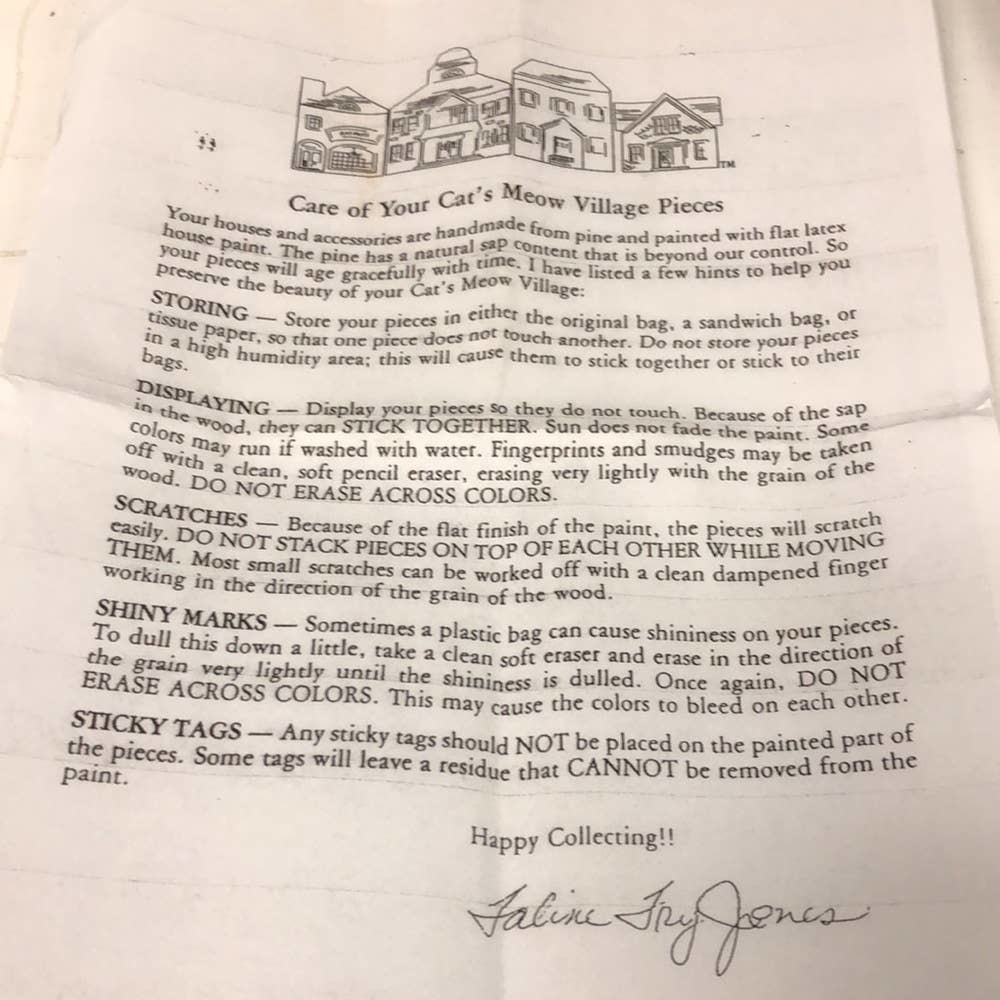 TM
Care of Your Cat's Meow Village Pieces
Your houses and accessories are handmade from pine and painted with flat latex
house paint. The pine has a natural sap content that is beyond our control. So
your pieces will age gracefully with time. I have listed a few hints to help you
preserve the beauty of your Cat's Meow Village:
STORING — Store your pieces in either the original bag, a sandwich bag, or
tissue paper, so that one piece does not touch another. Do not store your pieces
in a high humidity area; this will cause them to stick together or stick to their
bags.
DISPLAYING — Display your pieces so they do not touch. Because of the sap
in the wood, they can STICK TOGETHER. Sun does not fade the paint. Some
colors may run if washed with water. Fingerprints and smudges may be taken
off with a clean, soft pencil eraser, erasing very lightly with the grain of the
wood. DO NOT ERASE ACROSS COLORS.
SCRATCHES — Because of the flat finish of the paint, the pieces will scratch
easily. DO NOT STACK PIECES ON TOP OF EACH OTHER WHILE MOVING
THEM. Most small scratches can be worked off with a clean dampened finger
working in the direction of the grain of the wood.
SHINY MARKS — Sometimes a plastic bag can cause shininess on your pieces.
To dull this down a little, take a clean soft eraser and erase in the direction of
the grain very lightly until the shininess is dulled. Once again, DO NOT
ERASE ACROSS COLORS. This may cause the colors to bleed on each other.
STICKY TAGS — Any sticky tags should NOT be placed on the painted part of
the pieces. Some tags will leave a residue that CANNOT be removed from the
paint.
Happy Collecting!!
Faline Fry Jones